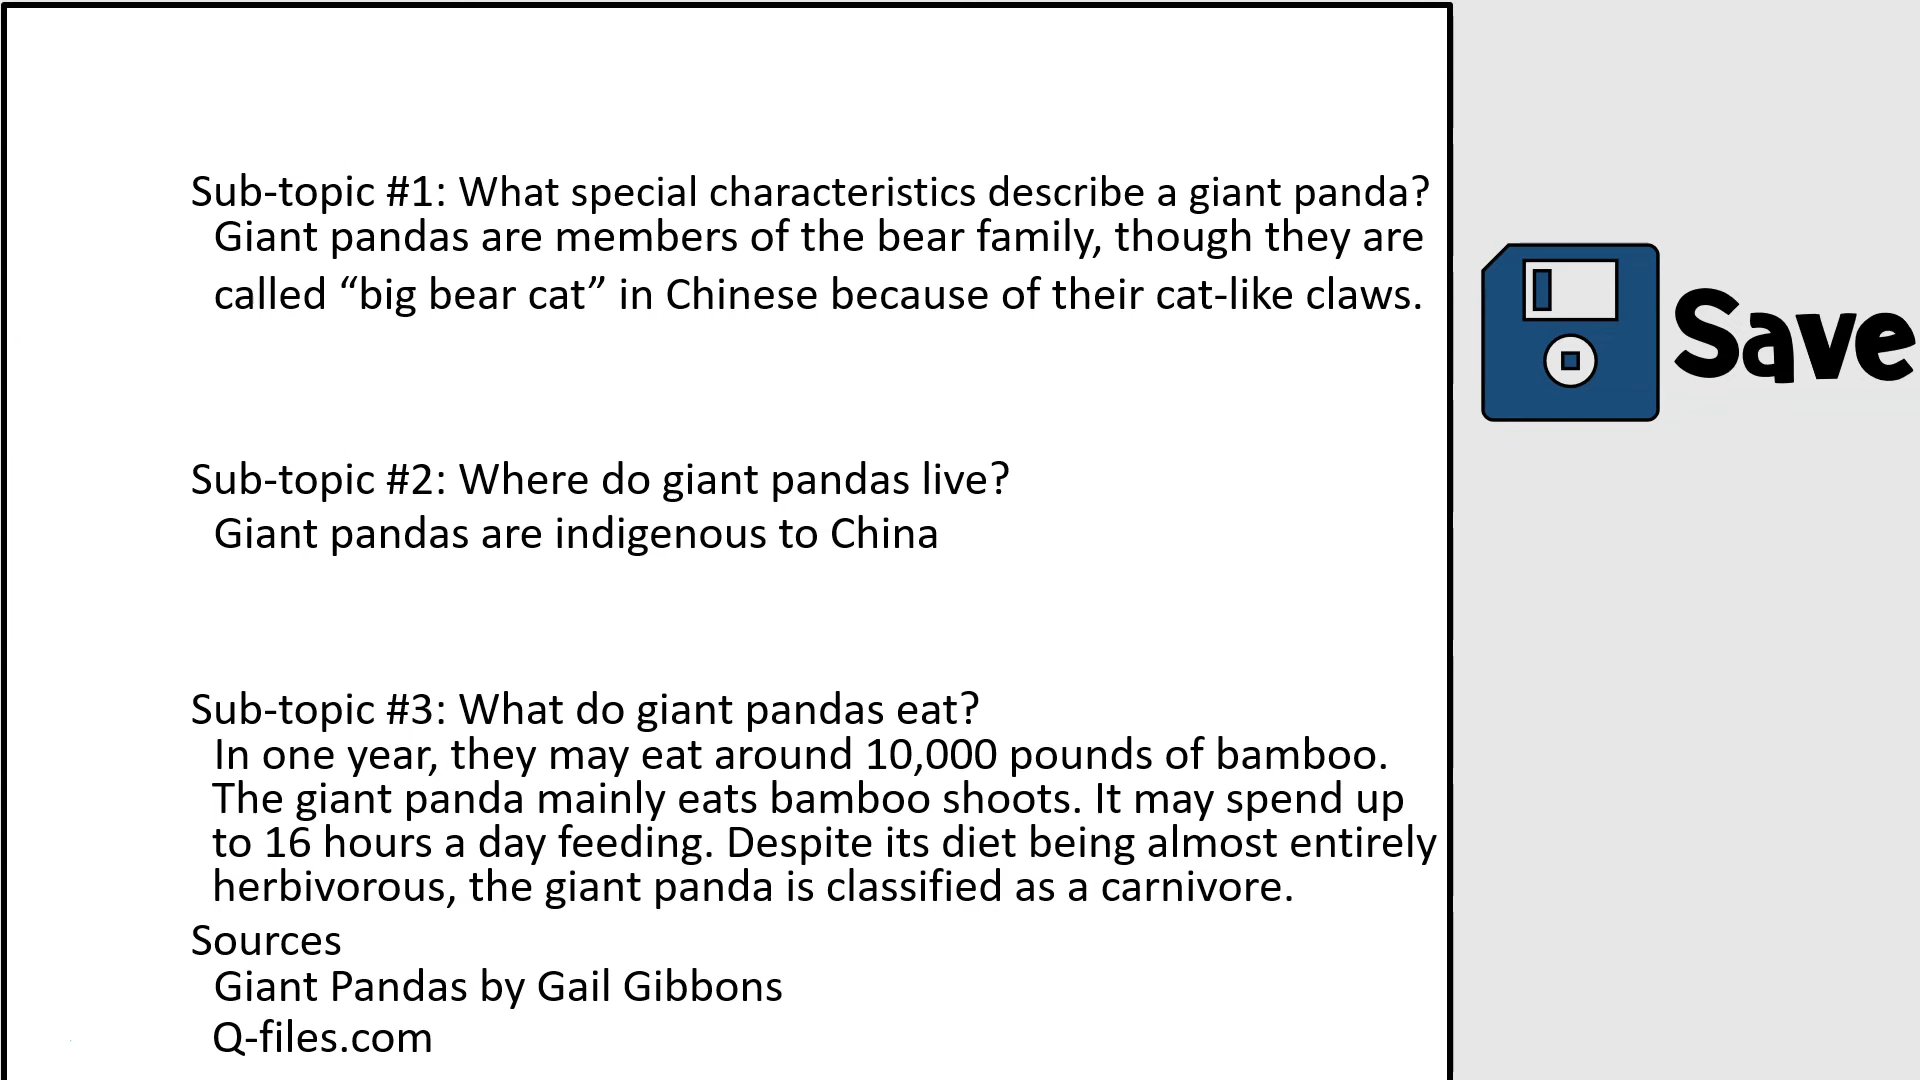 Sub-topic #1: What special characteristics describe a giant panda?
Giant pandas are members of the bear family, though they are
called “big bear cat” in Chinese because of their cat-like claws.
Save
Sub-topic #2: Where do giant pandas live?
Giant pandas are indigenous to China
Sub-topic #3: What do giant pandas eat?
In one year, they may eat around 10,000 pounds of bamboo.
The giant panda mainly eats bamboo shoots. It may spend up
to 16 hours a day feeding. Despite its diet being almost entirely
herbivorous, the giant panda is classified as a carnivore.
Sources
Giant Pandas by Gail Gibbons
Q-files.com